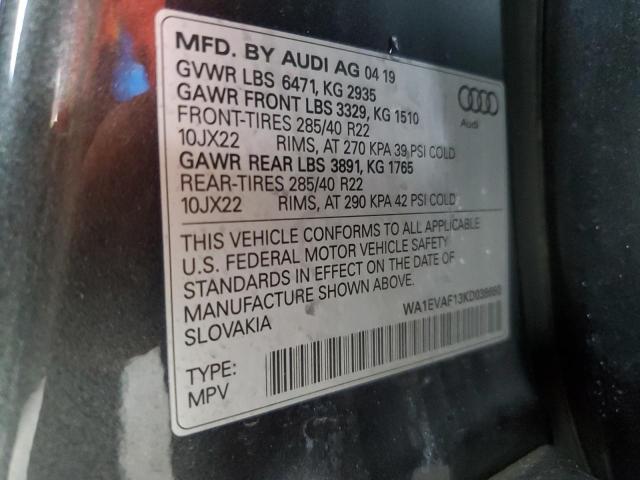 MFD. BY AUDI AG 04 19
GVWR LBS 6471, KG 2935
GAWR FRONT LBS 3329, KG 1510
FRONT-TIRES 285/40 R22
10JX22 RIMS, AT 270 KPA 39 PSI COLD
GAWR REAR LBS 3891, KG 1765
REAR-TIRES 285/40 R22
10JX22 RIMS, AT 290 KPA 42 PSI COLD
Audi
THIS VEHICLE CONFORMS TO ALL APPLICABLE
U.S. FEDERAL MOTOR VEHICLE SAFETY
STANDARDS IN EFFECT ON THE DATE OF
MANUFACTURE SHOWN ABOVE.
SLOVAKIA
TYPE:
MPV